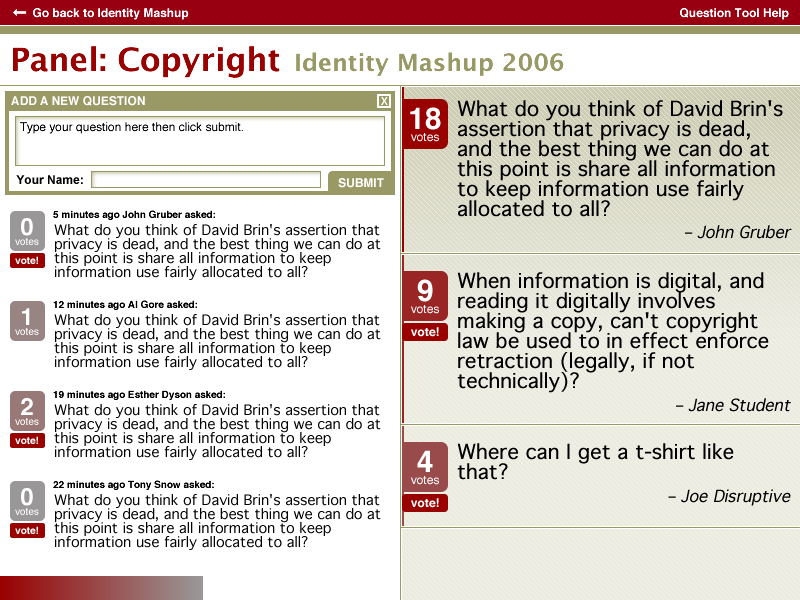 ← Go back to Identity Mashup
Question Tool Help
Panel: Copyright Identity Mashup 2006
ADD A NEW QUESTION
X
Type your question here then click submit.
Your Name:
SUBMIT
0
votes
vote!
5 minutes ago John Gruber asked:
What do you think of David Brin's assertion that
privacy is dead, and the best thing we can do at
this point is share all information to keep
information use fairly allocated to all?
1
votes
12 minutes ago Al Gore asked:
What do you think of David Brin's assertion that
privacy is dead, and the best thing we can do at
this point is share all information to keep
information use fairly allocated to all?
2
votes
vote!
19 minutes ago Esther Dyson asked:
What do you think of David Brin's assertion that
privacy is dead, and the best thing we can do at
this point is share all information to keep
information use fairly allocated to all?
0
votes
vote!
22 minutes ago Tony Snow asked:
What do you think of David Brin's assertion that
privacy is dead, and the best thing we can do at
this point is share all information to keep
information use fairly allocated to all?
18
votes
What do you think of David Brin's
assertion that privacy is dead,
and the best thing we can do at
this point is share all information
to keep information use fairly
allocated to all?
– John Gruber
9
votes
vote!
When information is digital, and
reading it digitally involves
making a copy, can't copyright
law be used to in effect enforce
retraction (legally, if not
technically)?
– Jane Student
4
votes
vote!
Where can I get a t-shirt like
that?
– Joe Disruptive